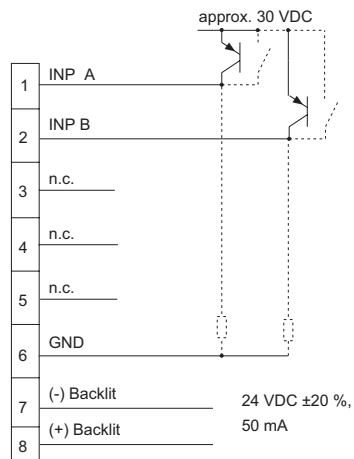 approx. 30 VDC
1 INP A
2 INP B
3 n.c.
4 n.c.
5 n.c.
6 GND
7 (-) Backlit
24 VDC ±20 %,
8 (+) Backlit
50 mA